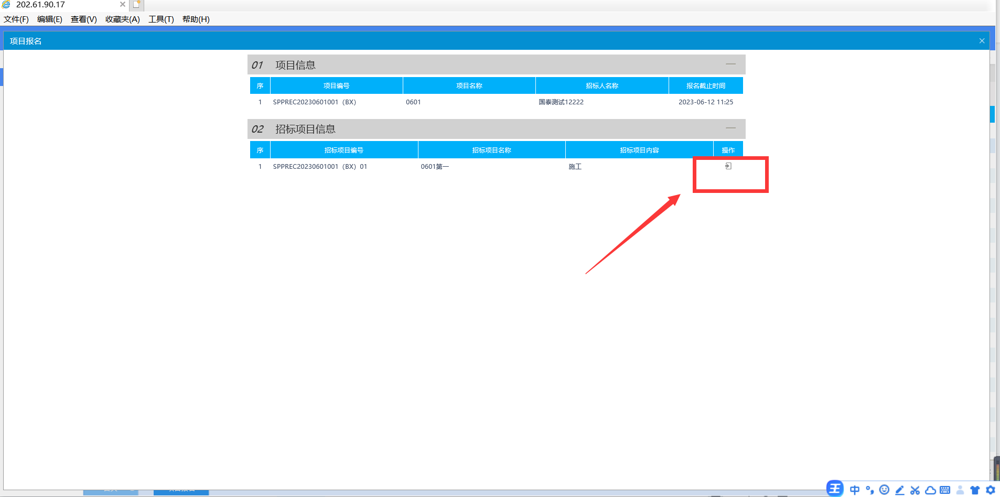 202.61.90.17
文件(F) 编辑(E) 查看(V) 收藏夹(A) 工具(T) 帮助(H)
项目报名
01 项目信息
序 项目编号 项目名称 招标人名称 报名截止时间
1 SPPREC20230601001（BX） 0601 国泰测试12222 2023-06-12 11:25
02 招标项目信息
序 招标项目编号 招标项目名称 招标项目内容 操作
1 SPPREC20230601001（BX）01 0601第一 施工
项目报名
王 中